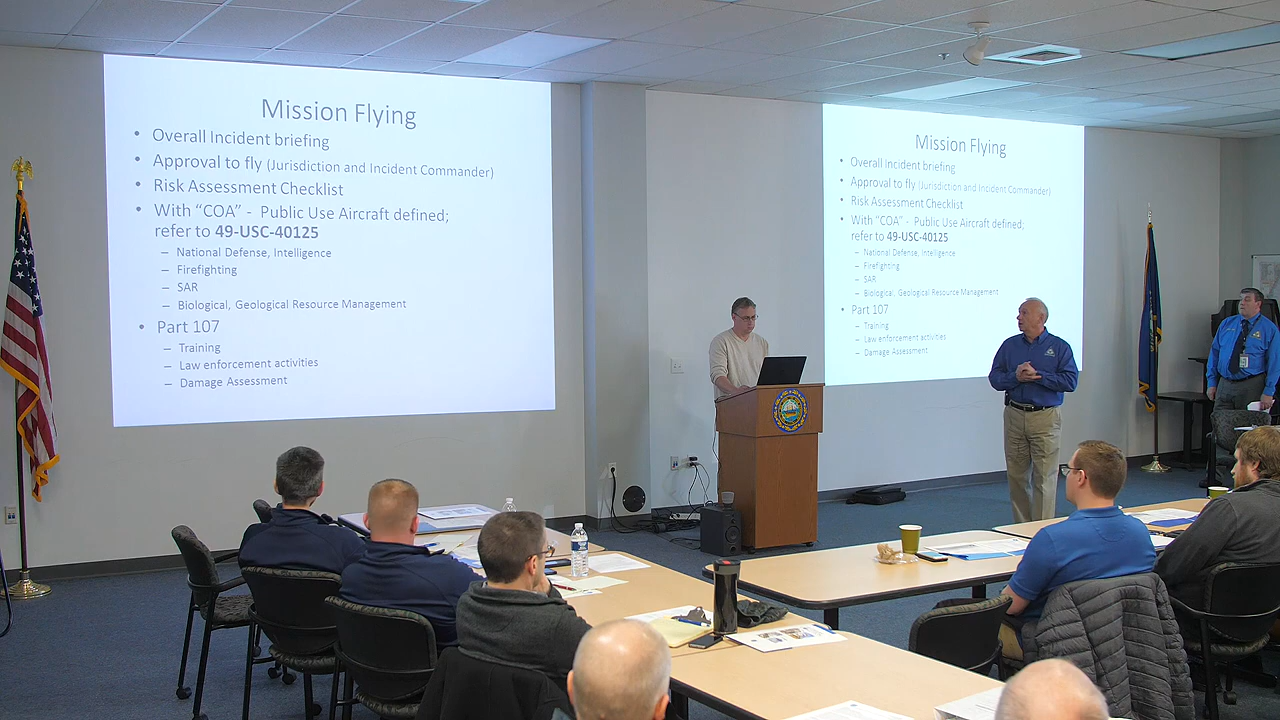 Mission Flying
• Overall Incident briefing
• Approval to fly (Jurisdiction and Incident Commander)
• Risk Assessment Checklist
• With “COA” - Public Use Aircraft defined;
refer to 49-USC-40125
– National Defense, Intelligence
– Firefighting
– SAR
– Biological, Geological Resource Management
• Part 107
– Training
– Law enforcement activities
– Damage Assessment
Mission Flying
• Overall Incident briefing
• Approval to fly (Jurisdiction and Incident Commander)
• Risk Assessment Checklist
• With “COA” - Public Use Aircraft defined;
refer to 49-USC-40125
– National Defense, Intelligence
– Firefighting
– SAR
– Biological, Geological Resource Management
• Part 107
– Training
– Law enforcement activities
– Damage Assessment